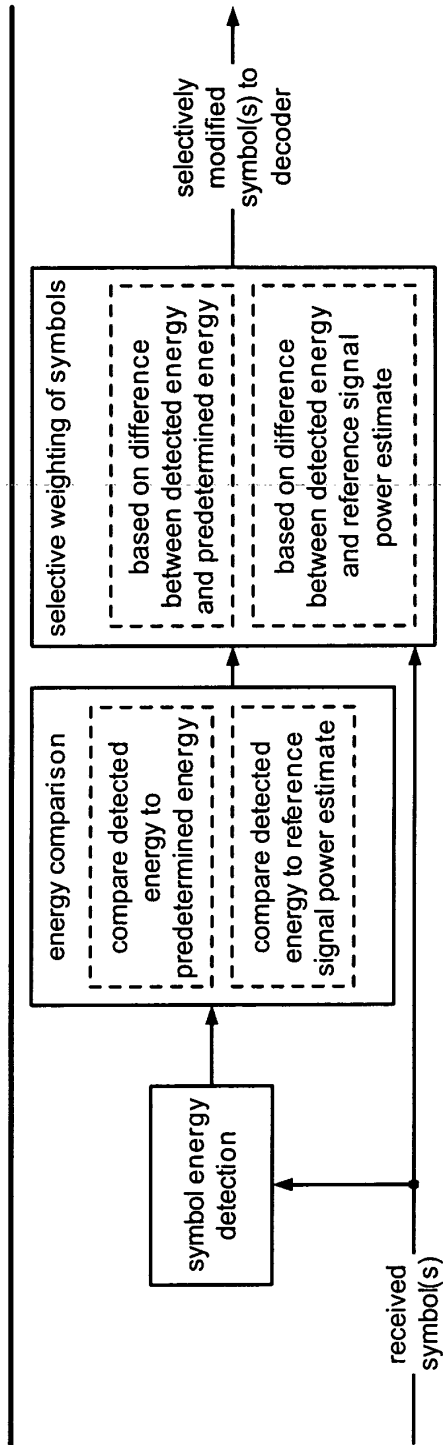 received
symbol(s)
symbol energy
detection
energy comparison
compare detected
energy to
predetermined energy
compare detected
energy to reference
signal power estimate
selective weighting of symbols
based on difference
between detected energy
and predetermined energy
based on difference
between detected energy
and reference signal
power estimate
selectively
modified
symbol(s) to
decoder